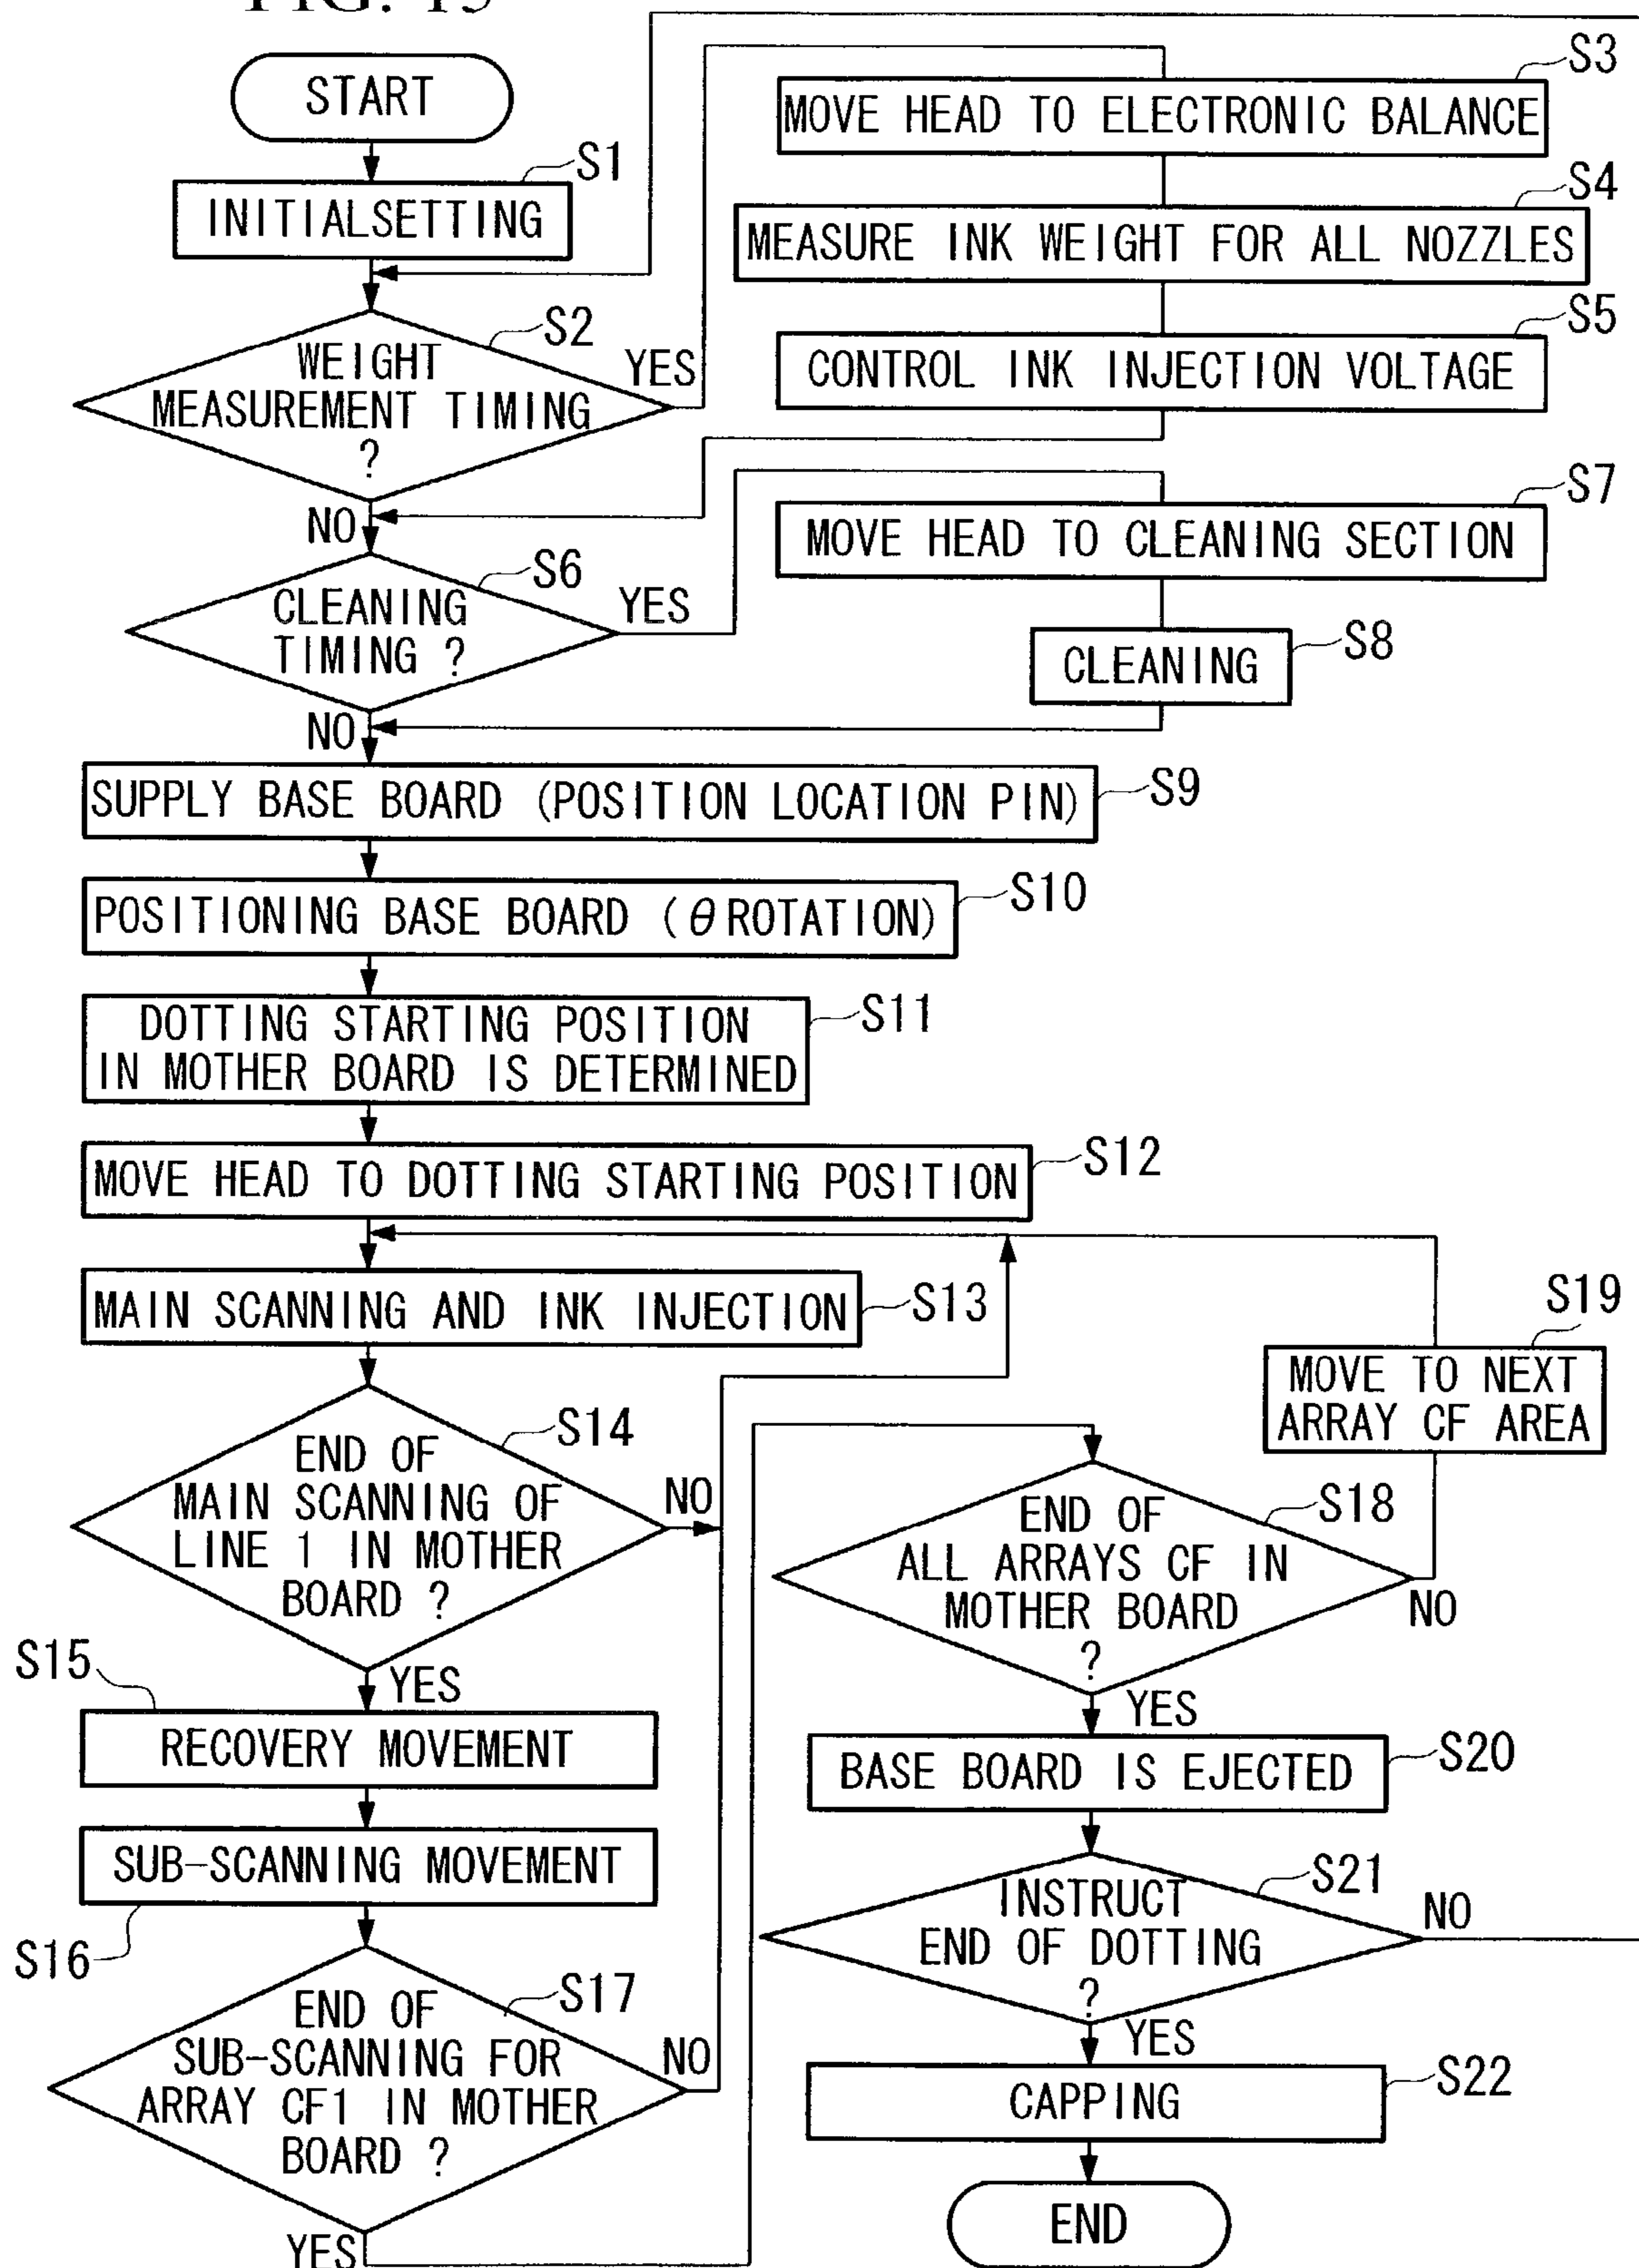 FIG. 15
START
S1
INITIALSETTING
S2
WEIGHT
MEASUREMENT TIMING
?
YES
NO
S3
MOVE HEAD TO ELECTRONIC BALANCE
S4
MEASURE INK WEIGHT FOR ALL NOZZLES
S5
CONTROL INK INJECTION VOLTAGE
S6
CLEANING
TIMING ?
YES
NO
S7
MOVE HEAD TO CLEANING SECTION
S8
CLEANING
SUPPLY BASE BOARD (POSITION LOCATION PIN)
S9
POSITIONING BASE BOARD (θ ROTATION)
S10
DOTTING STARTING POSITION
IN MOTHER BOARD IS DETERMINED
S11
MOVE HEAD TO DOTTING STARTING POSITION
S12
MAIN SCANNING AND INK INJECTION
S13
S14
END OF
MAIN SCANNING OF
LINE 1 IN MOTHER
BOARD ?
NO
YES
S15
RECOVERY MOVEMENT
SUB-SCANNING MOVEMENT
S16
S17
END OF
SUB-SCANNING FOR
ARRAY CF1 IN MOTHER
BOARD ?
NO
YES
S19
MOVE TO NEXT
ARRAY CF AREA
S18
END OF
ALL ARRAYS CF IN
MOTHER BOARD
?
NO
YES
BASE BOARD IS EJECTED
S20
S21
INSTRUCT
END OF DOTTING
?
NO
YES
CAPPING
S22
END